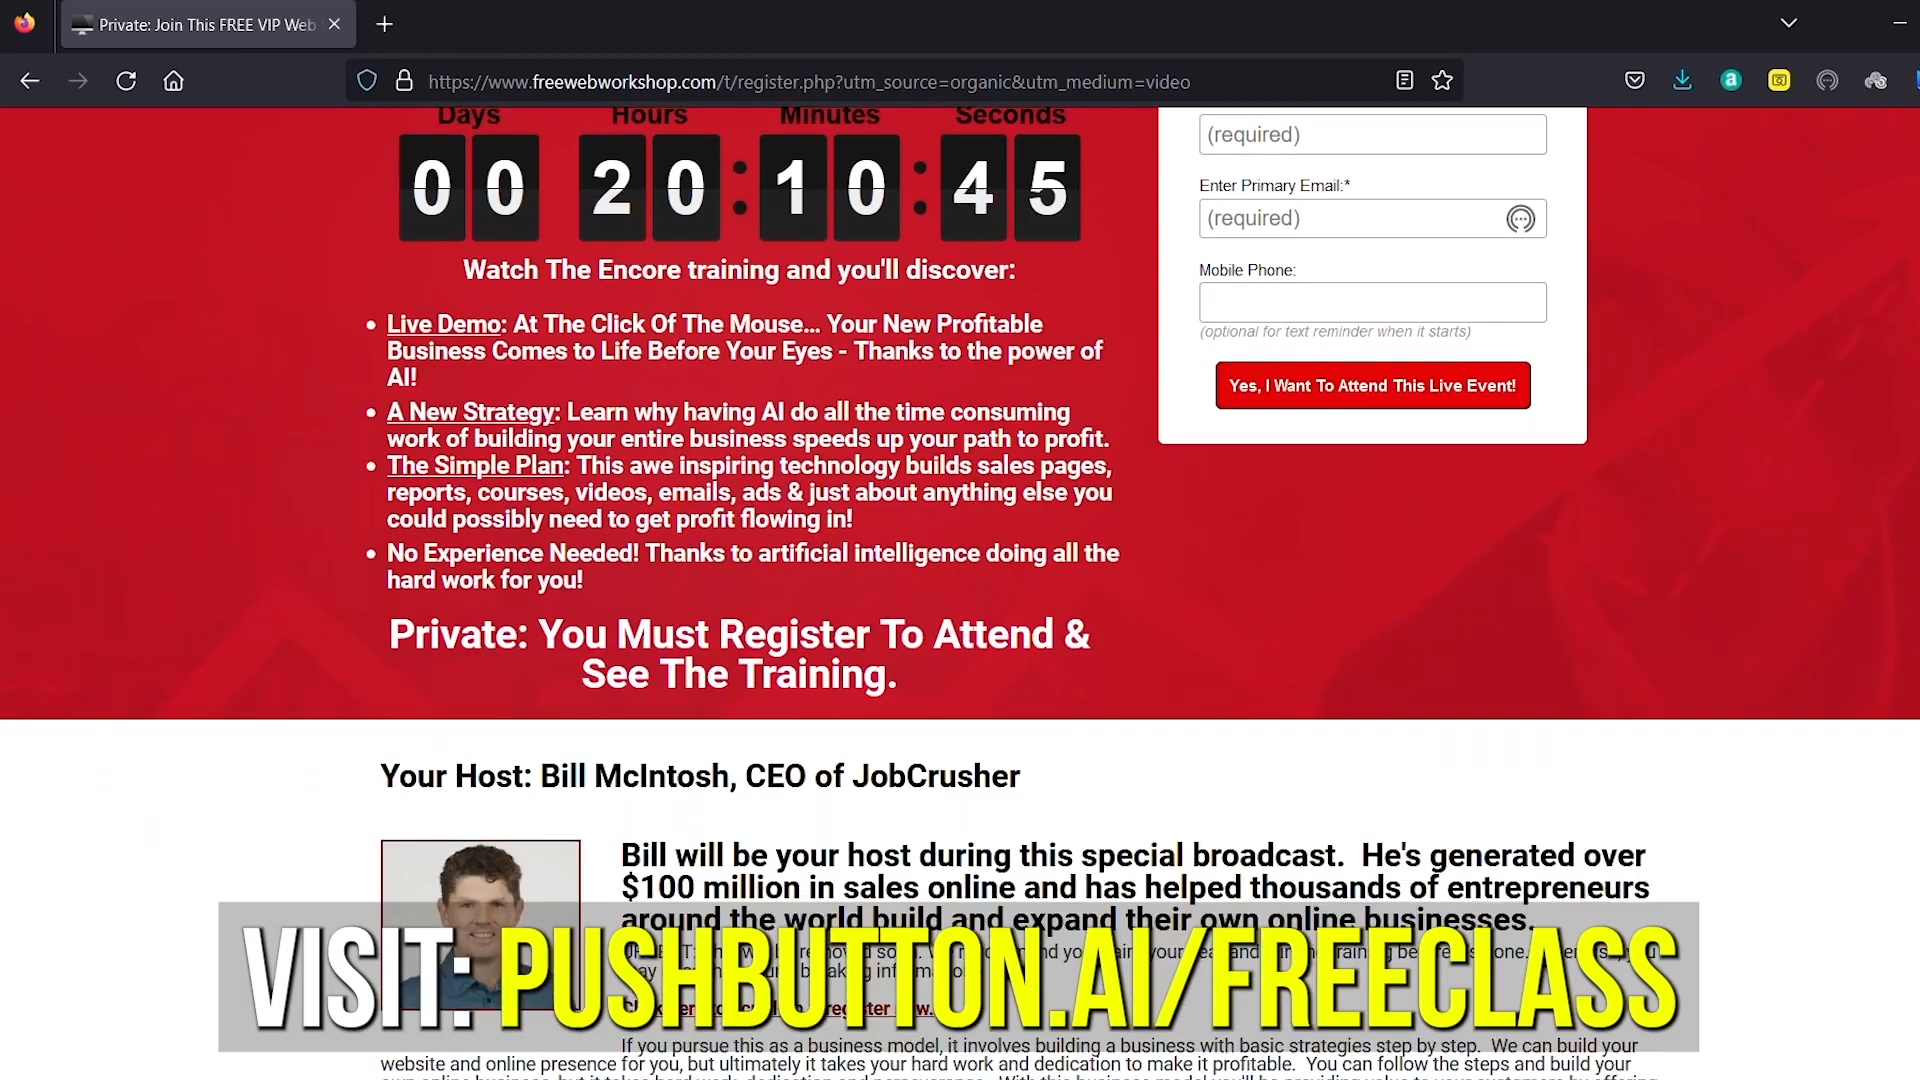 Private: Join This FREE VIP Web
https://www.freewebworkshop.com/t/register.php?utm_source=organic&utm_medium=video
Days Hours Minutes Seconds
00 20:10:45
Watch The Encore training and you'll discover:
Live Demo: At The Click Of The Mouse... Your New Profitable
Business Comes to Life Before Your Eyes - Thanks to the power of
AI!
A New Strategy: Learn why having AI do all the time consuming
work of building your entire business speeds up your path to profit.
The Simple Plan: This awe inspiring technology builds sales pages,
reports, courses, videos, emails, ads & just about anything else you
could possibly need to get profit flowing in!
No Experience Needed! Thanks to artificial intelligence doing all the
hard work for you!
Private: You Must Register To Attend &
See The Training.
(required)
Enter Primary Email:*
(required)
Mobile Phone:
(optional for text reminder when it starts)
Yes, I Want To Attend This Live Event!
Your Host: Bill McIntosh, CEO of JobCrusher
Bill will be your host during this special broadcast. He's generated over
$100 million in sales online and has helped thousands of entrepreneurs
around the world build and expand their own online businesses.
VISIT: PUSHBUTTON.AI/FREECLASS
If you pursue this as a business model, it involves building a business with basic strategies step by step. We can build your
website and online presence for you, but ultimately it takes your hard work and dedication to make it profitable. You can follow the steps and build your